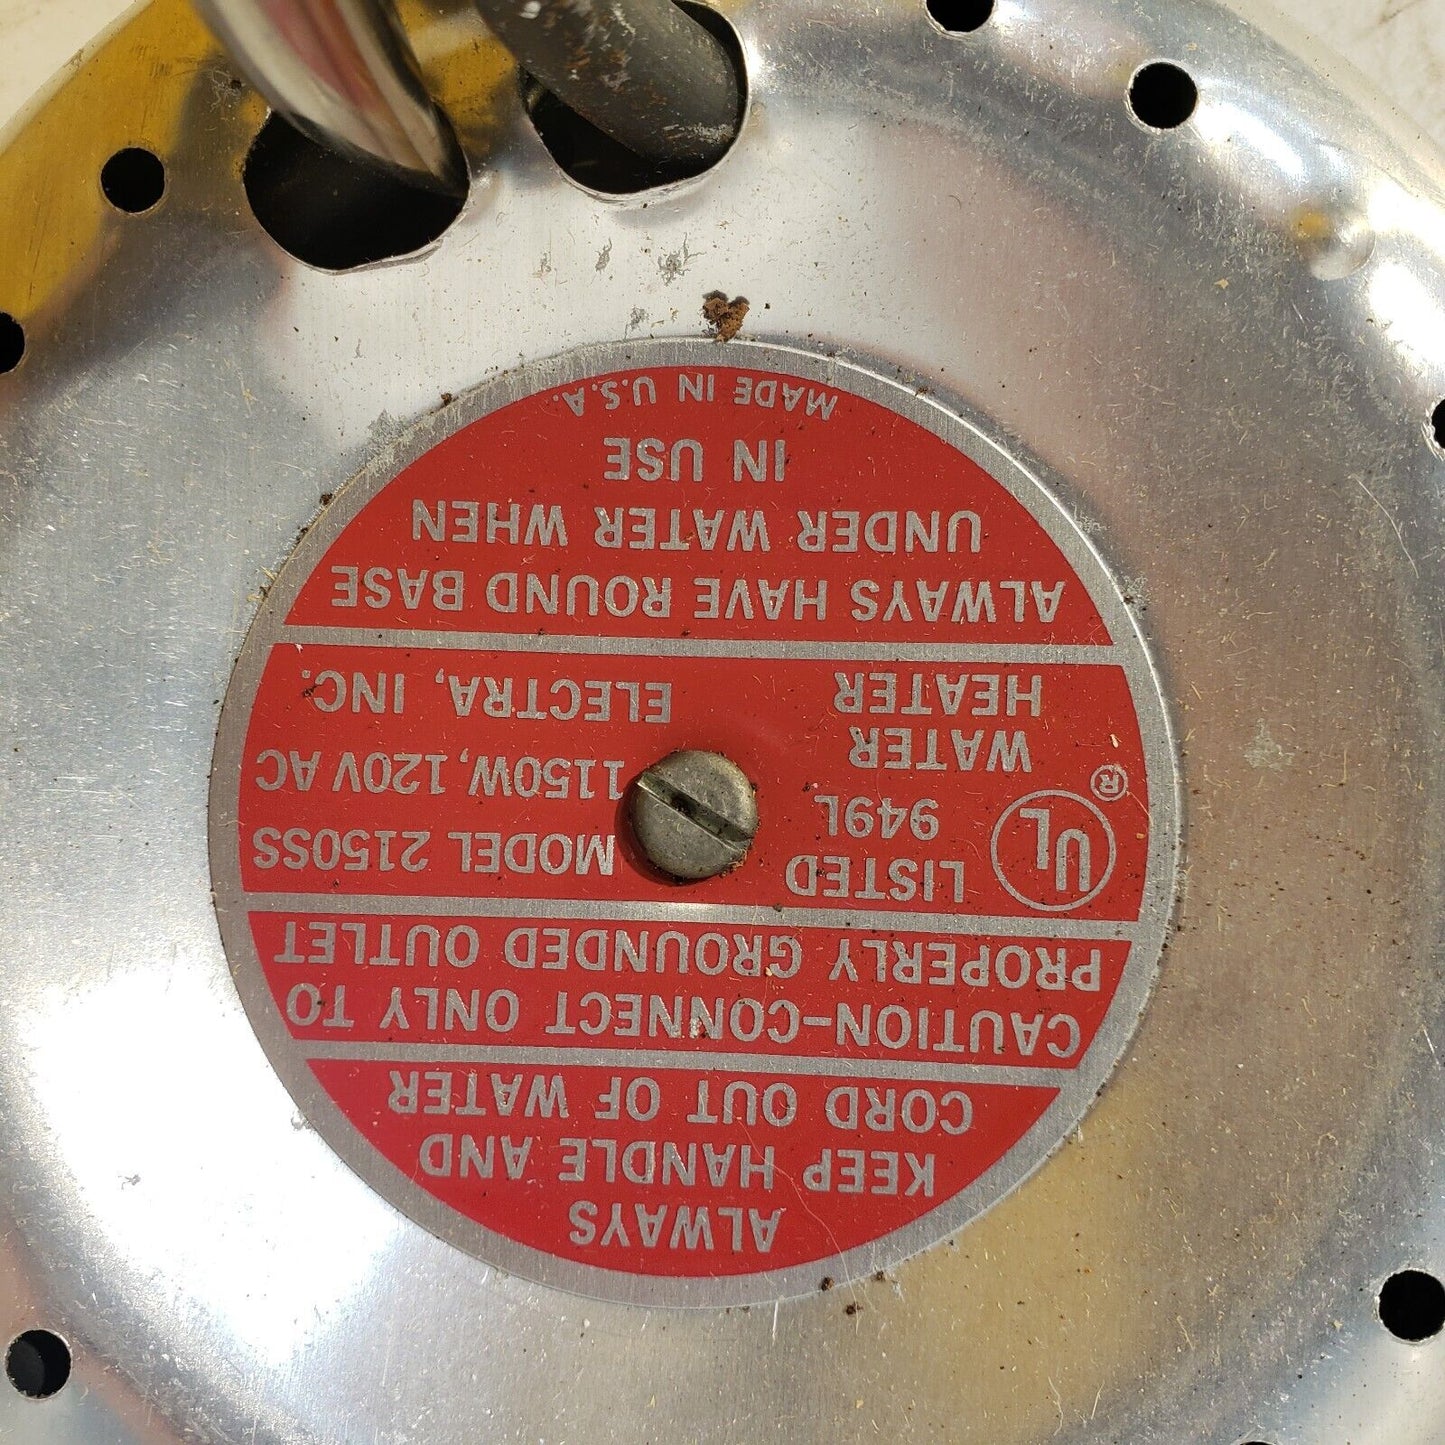 ALWAYS
KEEP HANDLE AND
CORD OUT OF WATER
CAUTION-CONNECT ONLY TO
PROPERLY GROUNDED OUTLET
UL ®
LISTED
949L
WATER
HEATER
MODEL 2150SS
1150W, 120V AC
ELECTRA, INC.
ALWAYS HAVE ROUND BASE
UNDER WATER WHEN
IN USE
MADE IN U.S.A.